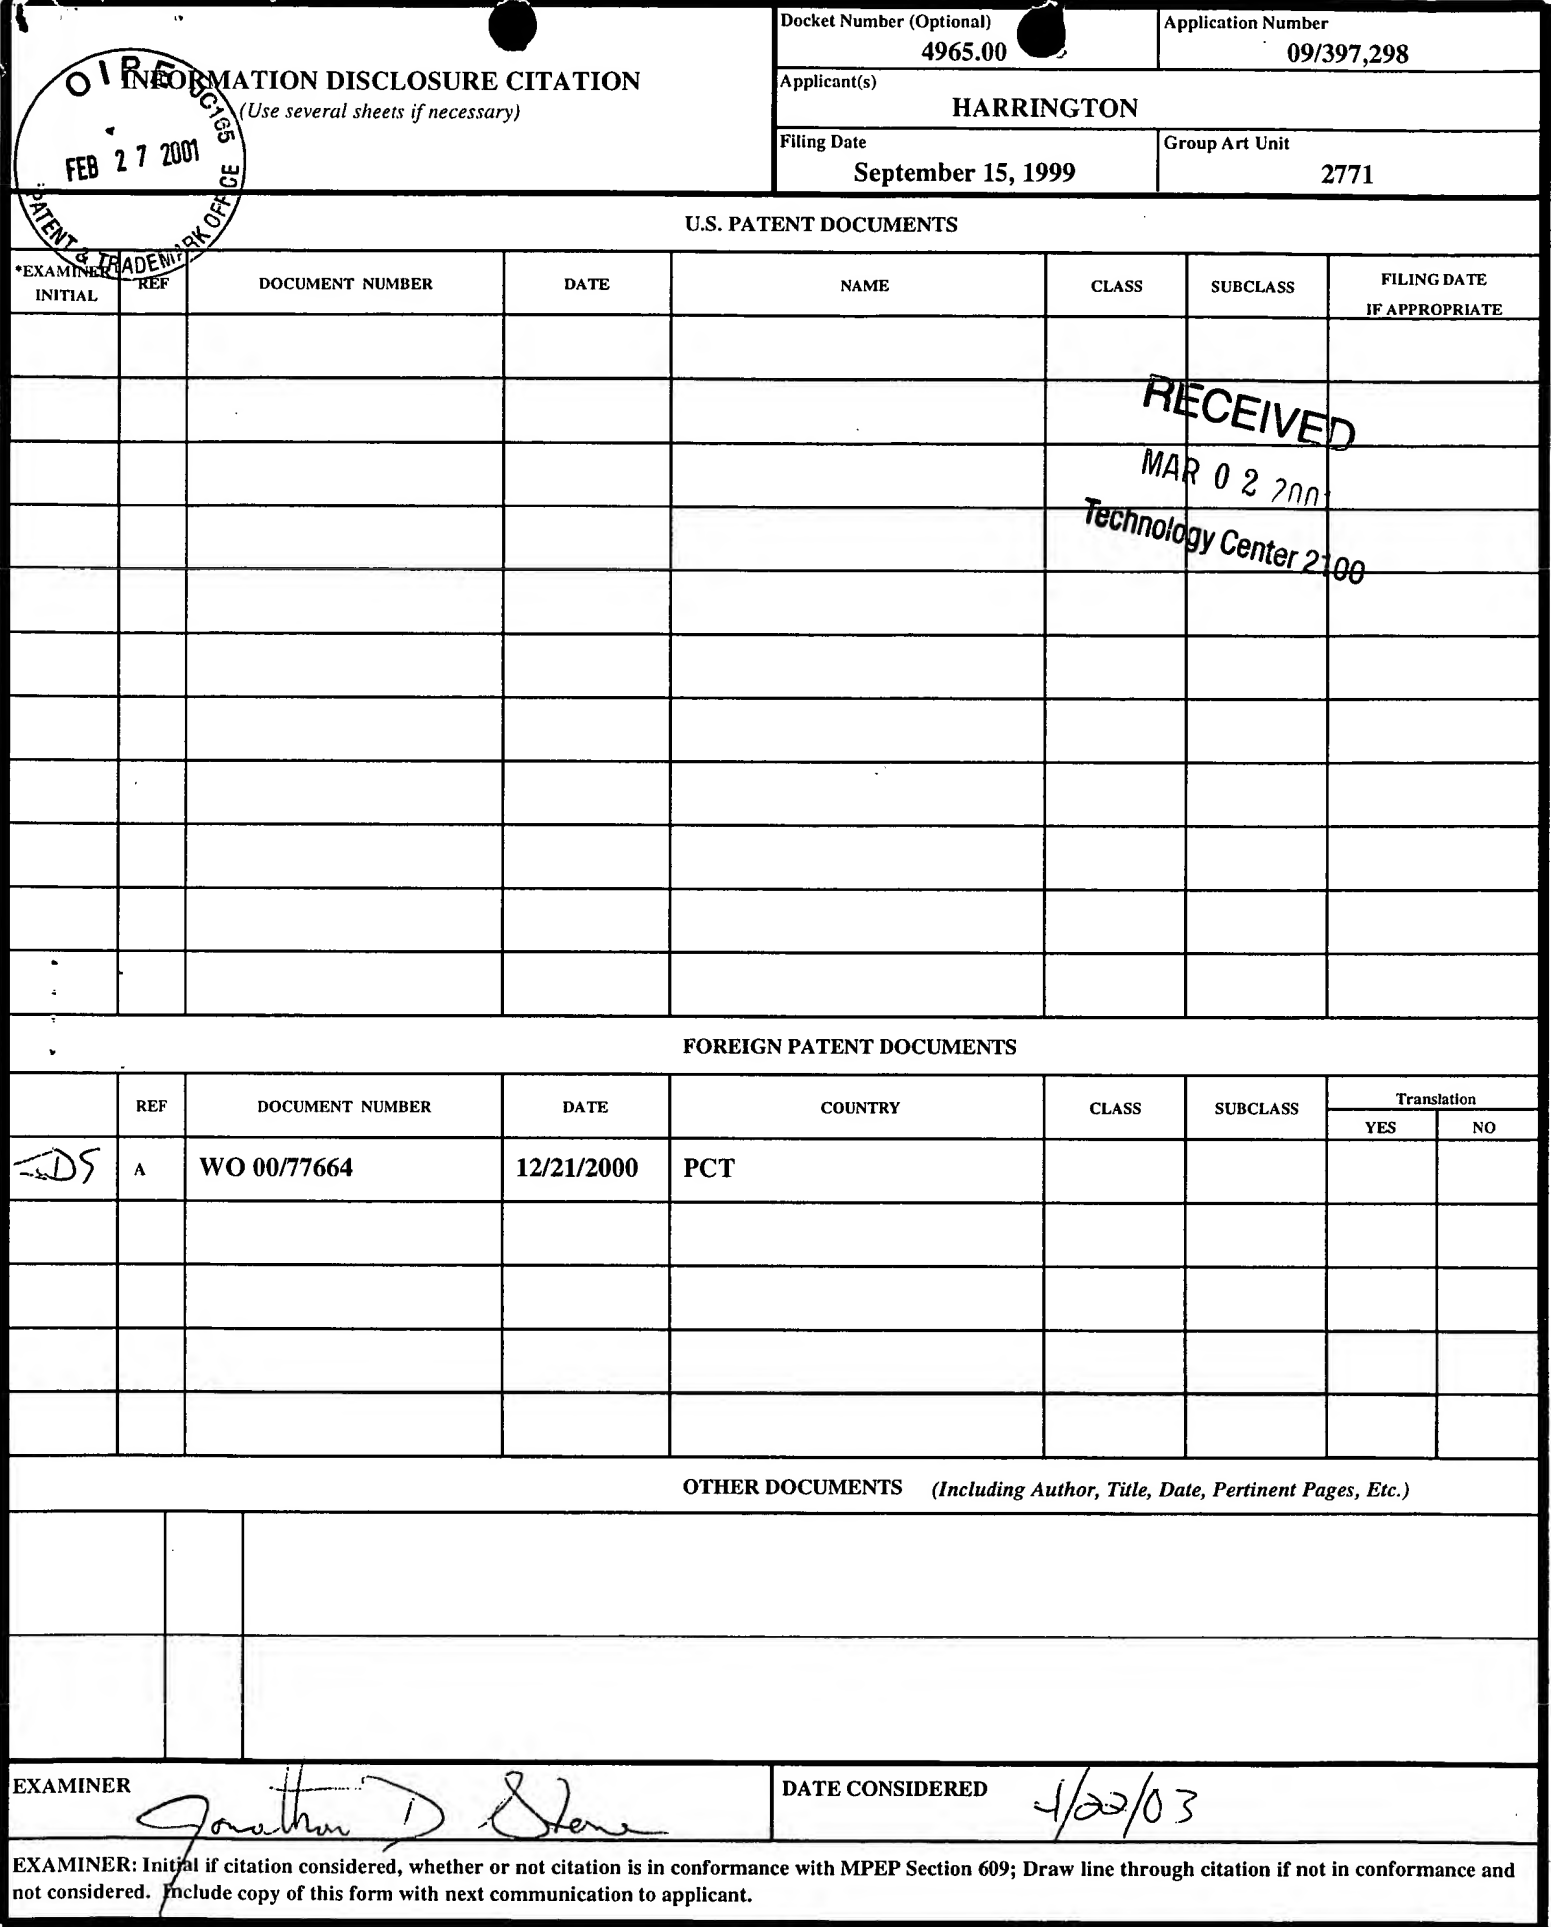 Docket Number (Optional)
4965.00
Application Number
09/397,298
INFORMATION DISCLOSURE CITATION
(Use several sheets if necessary)
Applicant(s)
HARRINGTON
Filing Date
September 15, 1999
Group Art Unit
2771
OIPE JC165
FEB 27 2001
PATENT & TRADEMARK OFFICE
U.S. PATENT DOCUMENTS
*EXAMINER INITIAL REF DOCUMENT NUMBER DATE NAME CLASS SUBCLASS FILING DATE IF APPROPRIATE
RECEIVED
MAR 02 2001
Technology Center 2100
FOREIGN PATENT DOCUMENTS
REF DOCUMENT NUMBER DATE COUNTRY CLASS SUBCLASS Translation
YES NO
A WO 00/77664 12/21/2000 PCT
OTHER DOCUMENTS (Including Author, Title, Date, Pertinent Pages, Etc.)
EXAMINER
DATE CONSIDERED
EXAMINER: Initial if citation considered, whether or not citation is in conformance with MPEP Section 609; Draw line through citation if not in conformance and
not considered. Include copy of this form with next communication to applicant.